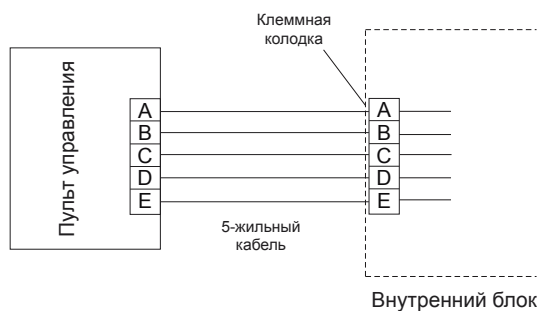 Клеммная
колодка
Пульт управления
A
B
C
D
E
A
B
C
D
E
5-жильный
кабель
Внутренний блок